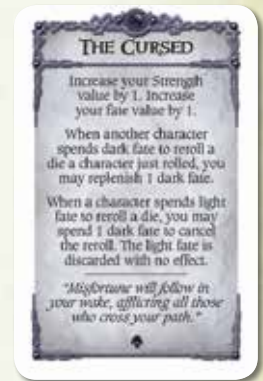 THE CURSED
Increase your Strength
value by 1. Increase
your fate value by 1.
When another character
spends dark fate to reroll a
die a character just rolled, you
may replenish 1 dark fate.
When a character spends light
fate to reroll a die, you may
spend 1 dark fate to cancel
the reroll. The light fate is
discarded with no effect.
"Misfortune will follow in
your wake, afflicting all those
who cross your path."